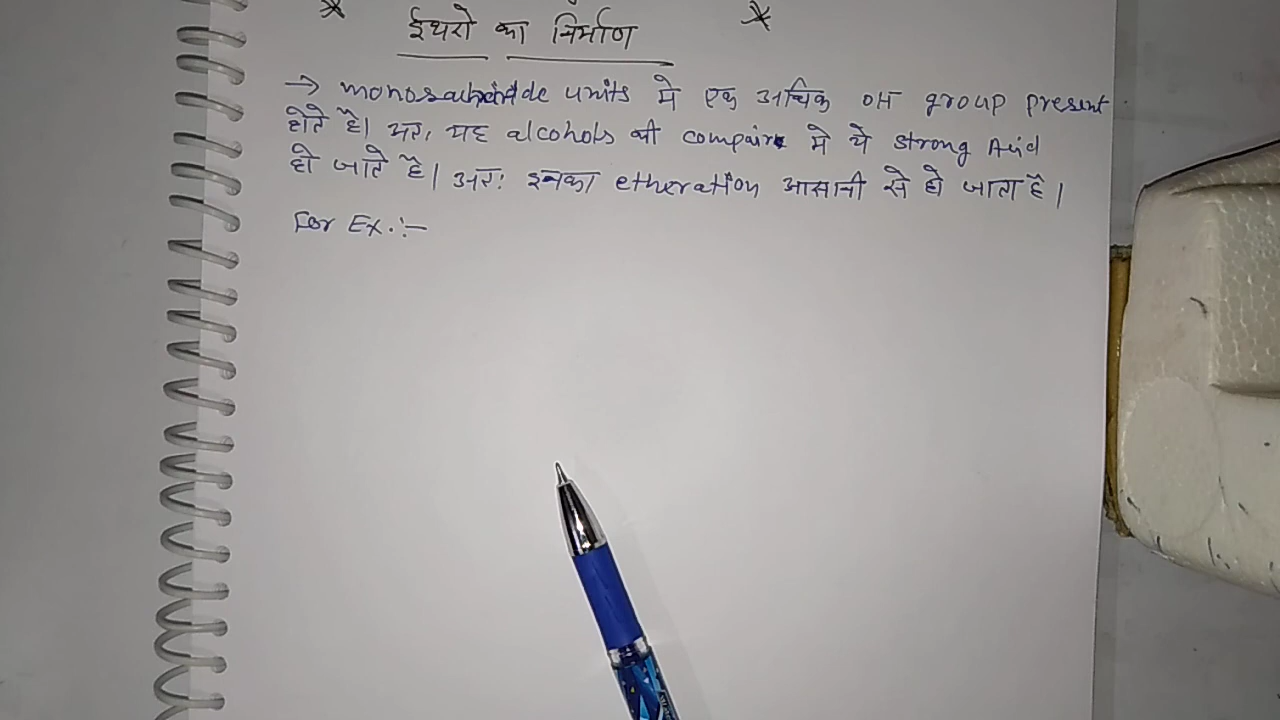 ईथरो का निर्माण
→ monosacharide units मे एक अधिक OH group present
होते है। अतः यह alcohols की compair मे ये strong Acid
हो जाते है। अतः इनका etheration आसानी से हो जाता है।
For Ex.:-